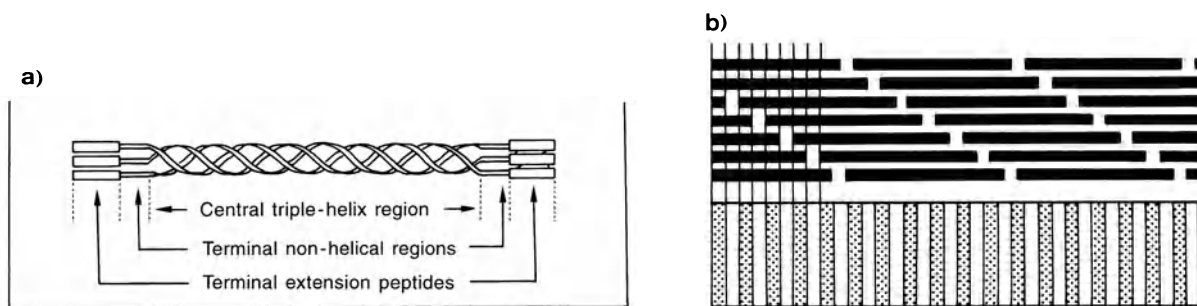 a)
Central triple-helix region
Terminal non-helical regions
Terminal extension peptides
b)